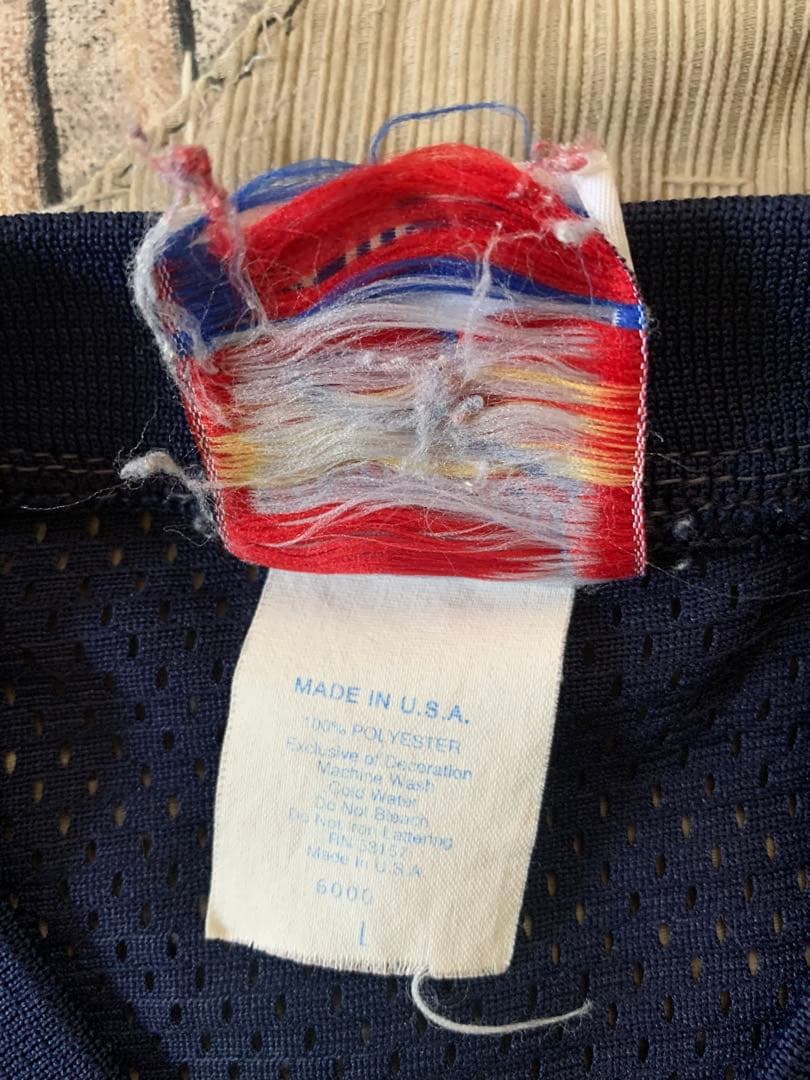 MADE IN U.S.A.
100% POLYESTER
Exclusive of Decoration
Machine Wash
Cold Water
Do Not Bleach
Do Not Iron Lettering
RN 53157
Made In U.S.A
6000
L